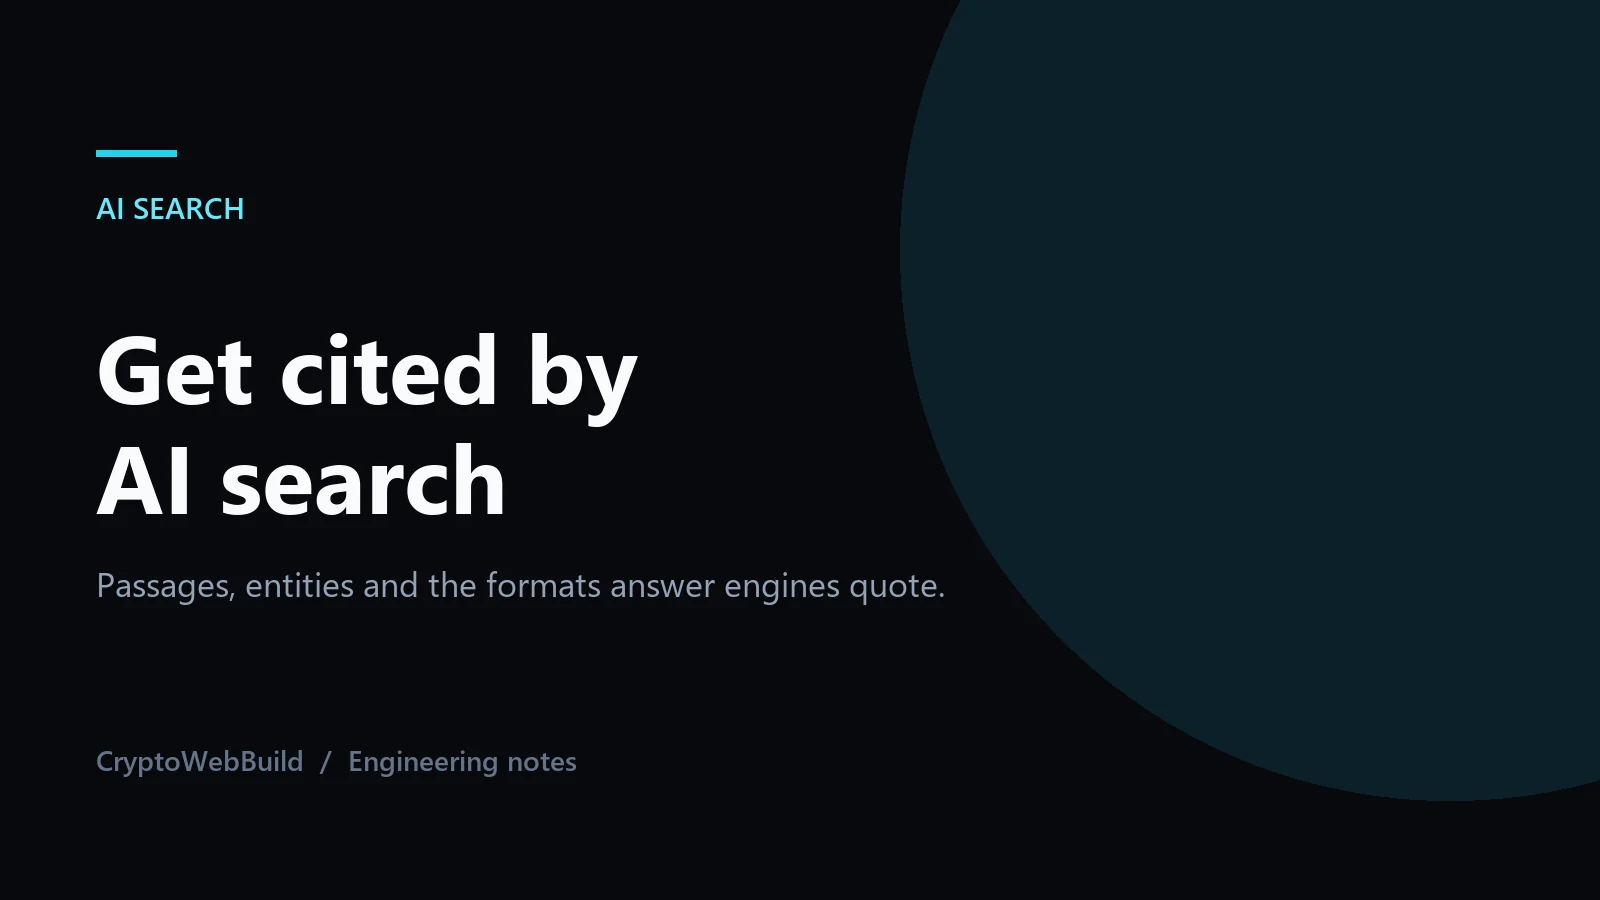 AI SEARCH
Get cited by
AI search
Passages, entities and the formats answer engines quote.
CryptoWebBuild / Engineering notes